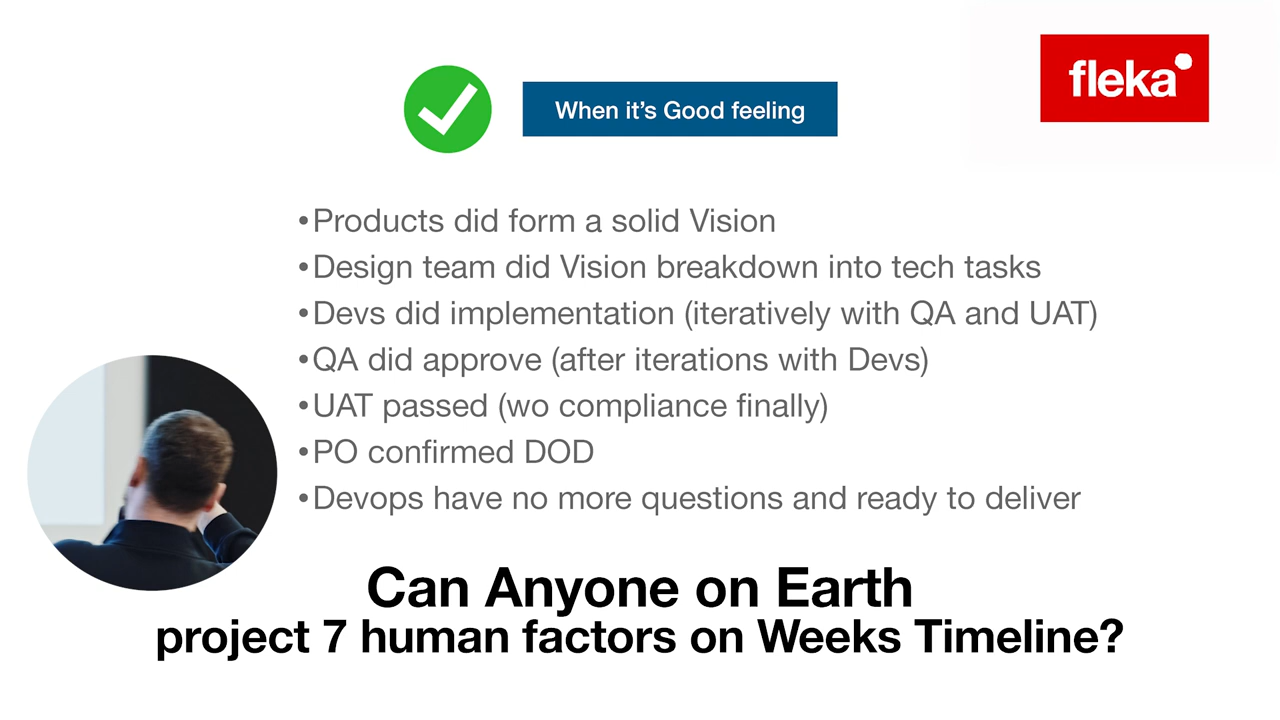 fleka
When it's Good feeling
•Products did form a solid Vision
•Design team did Vision breakdown into tech tasks
•Devs did implementation (iteratively with QA and UAT)
•QA did approve (after iterations with Devs)
•UAT passed (wo compliance finally)
•PO confirmed DOD
•Devops have no more questions and ready to deliver
Can Anyone on Earth
project 7 human factors on Weeks Timeline?